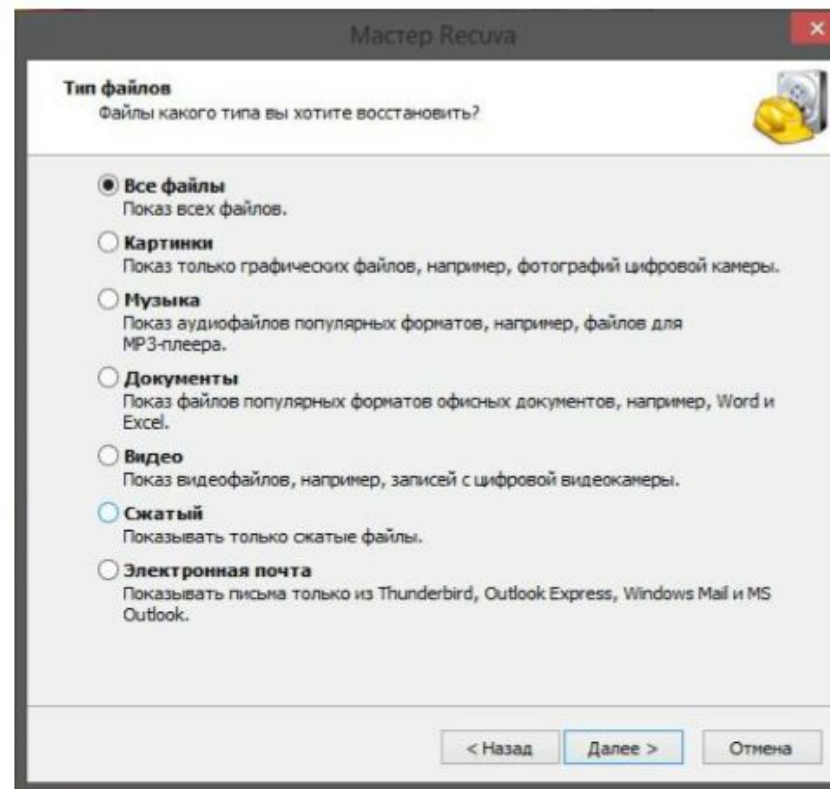 Мастер Recuva
Тип файлов
Файлы какого типа вы хотите восстановить?
Все файлы
Показ всех файлов.
Картинки
Показ только графических файлов, например, фотографий цифровой камеры.
Музыка
Показ аудиофайлов популярных форматов, например, файлов для
MP3-плеера.
Документы
Показ файлов популярных форматов офисных документов, например, Word и
Excel.
Видео
Показ видеофайлов, например, записей с цифровой видеокамеры.
Сжатый
Показывать только сжатые файлы.
Электронная почта
Показывать письма только из Thunderbird, Outlook Express, Windows Mail и MS
Outlook.
< Назад Далее > Отмена